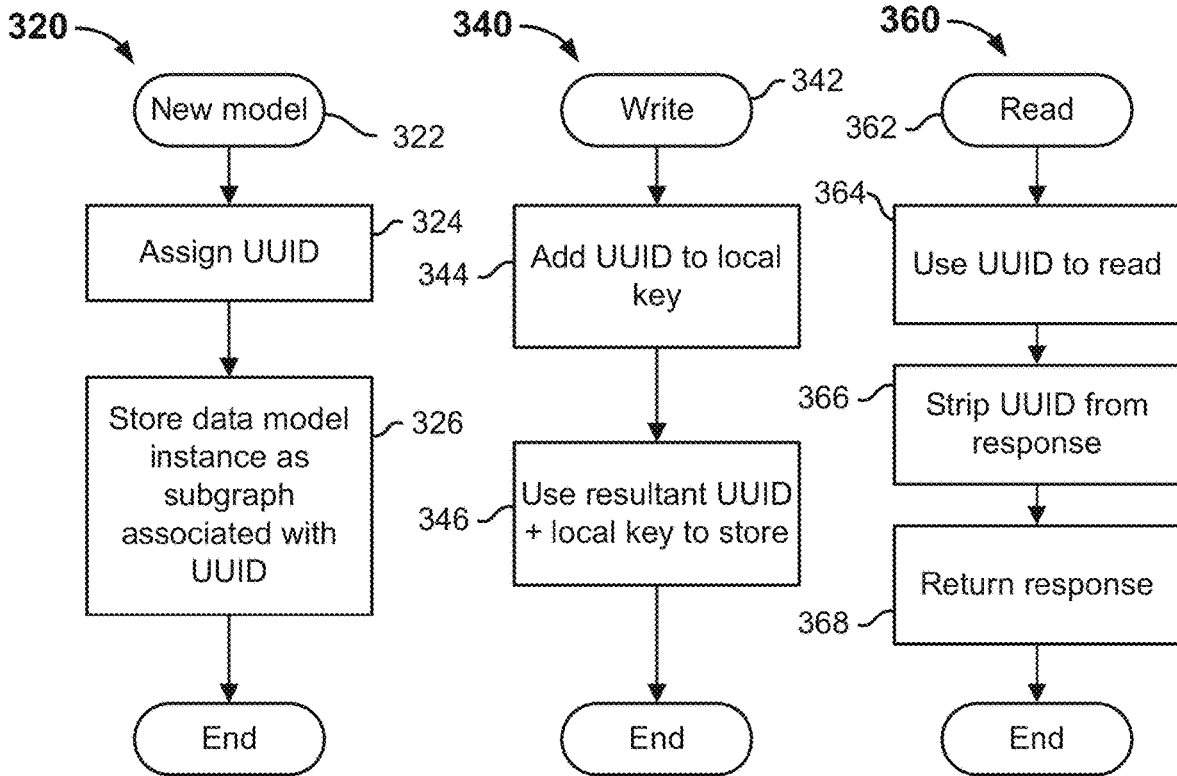 320
New model
322
Assign UUID
324
Store data model
instance as
subgraph
associated with
UUID
326
End
340
Write
342
Add UUID to local
key
344
Use resultant UUID
+ local key to store
346
End
360
Read
362
364
Use UUID to read
366
Strip UUID from
response
Return response
368
End